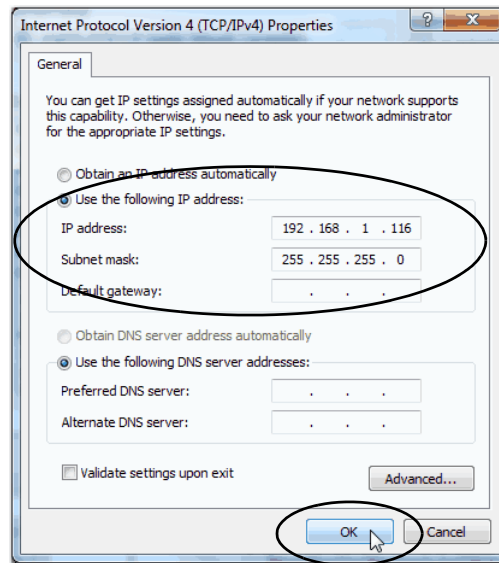 Internet Protocol Version 4 (TCP/IPv4) Properties
?
X
General
You can get IP settings assigned automatically if your network supports
this capability. Otherwise, you need to ask your network administrator
for the appropriate IP settings.
Obtain an IP address automatically
Use the following IP address:
IP address: 192 . 168 . 1 . 116
Subnet mask: 255 . 255 . 255 . 0
Default gateway: . . .
Obtain DNS server address automatically
Use the following DNS server addresses:
Preferred DNS server: . . .
Alternate DNS server: . . .
Validate settings upon exit
Advanced...
OK Cancel